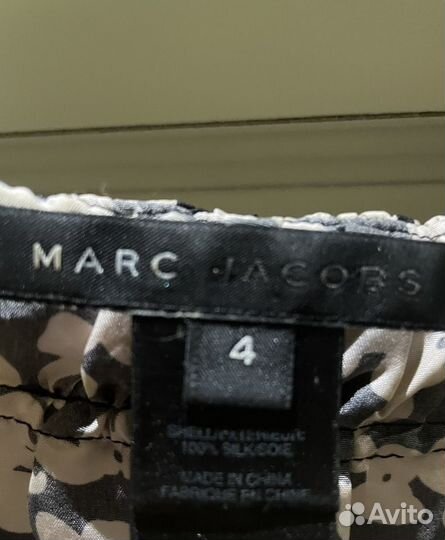 MARC JACOBS
4
SHELL/EXTERIEUR
100% SILK/SOIE
MADE IN CHINA
FABRIQUE EN CHINE
Avito